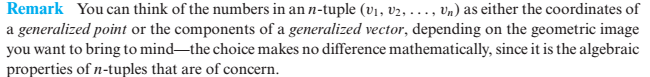 Remark You can think of the numbers in an n-tuple (v₁, v₂, . . . , vₙ) as either the coordinates of
a generalized point or the components of a generalized vector, depending on the geometric image
you want to bring to mind—the choice makes no difference mathematically, since it is the algebraic
properties of n-tuples that are of concern.